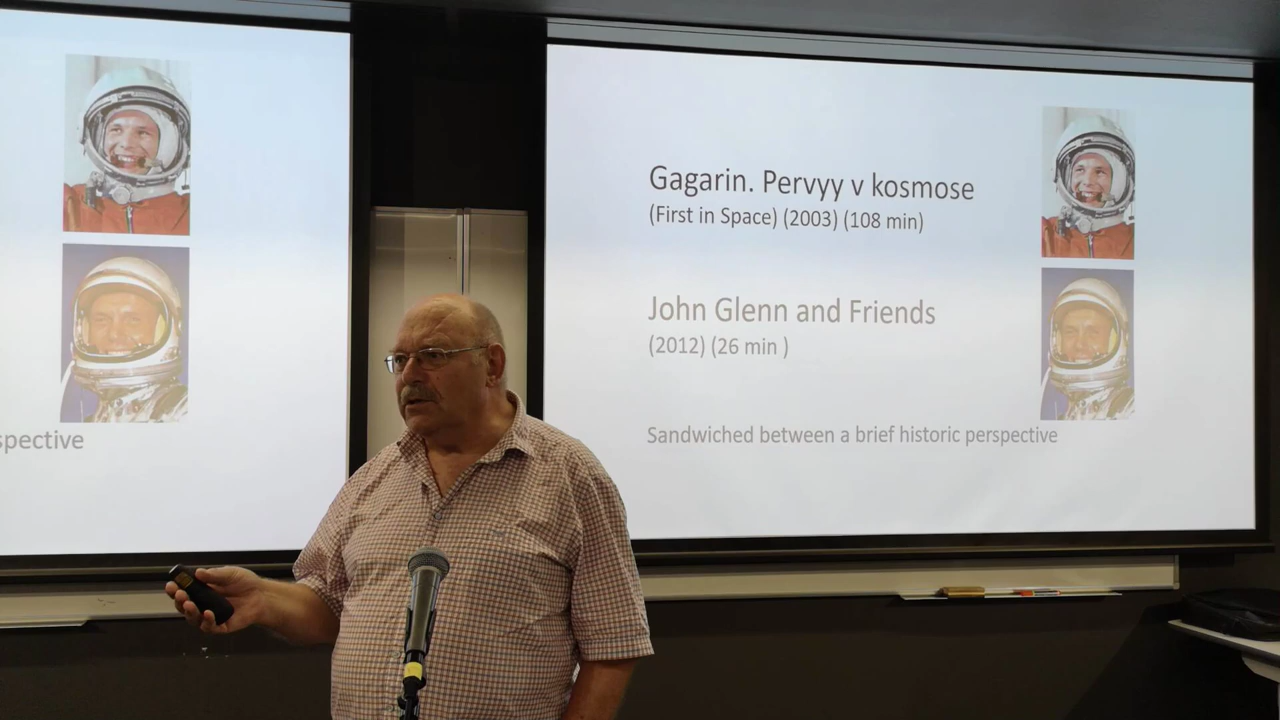 spective
Gagarin. Pervyy v kosmose
(First in Space) (2003) (108 min)
John Glenn and Friends
(2012) (26 min )
Sandwiched between a brief historic perspective